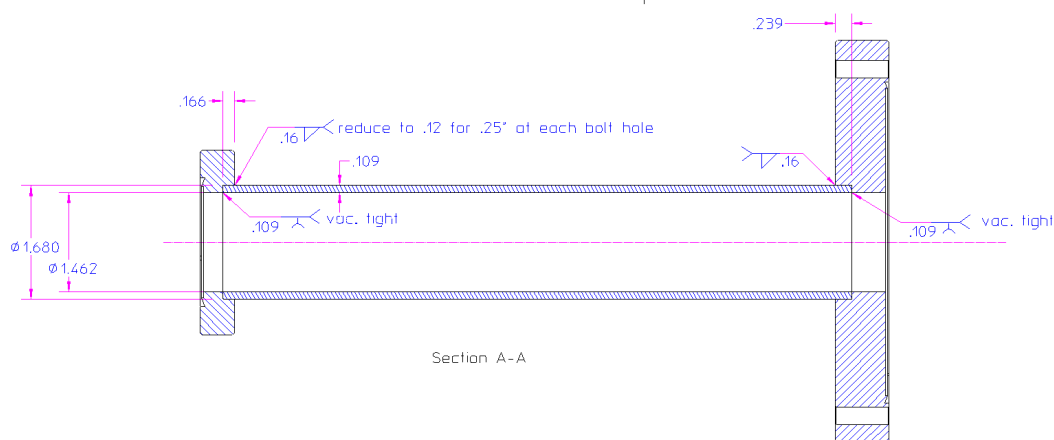 .239
.166
.16 reduce to .12 for .25" at each bolt hole
.109
.16
.109 vac. tight
.109 vac. tight
Ø1.680
Ø1.462
Section A-A